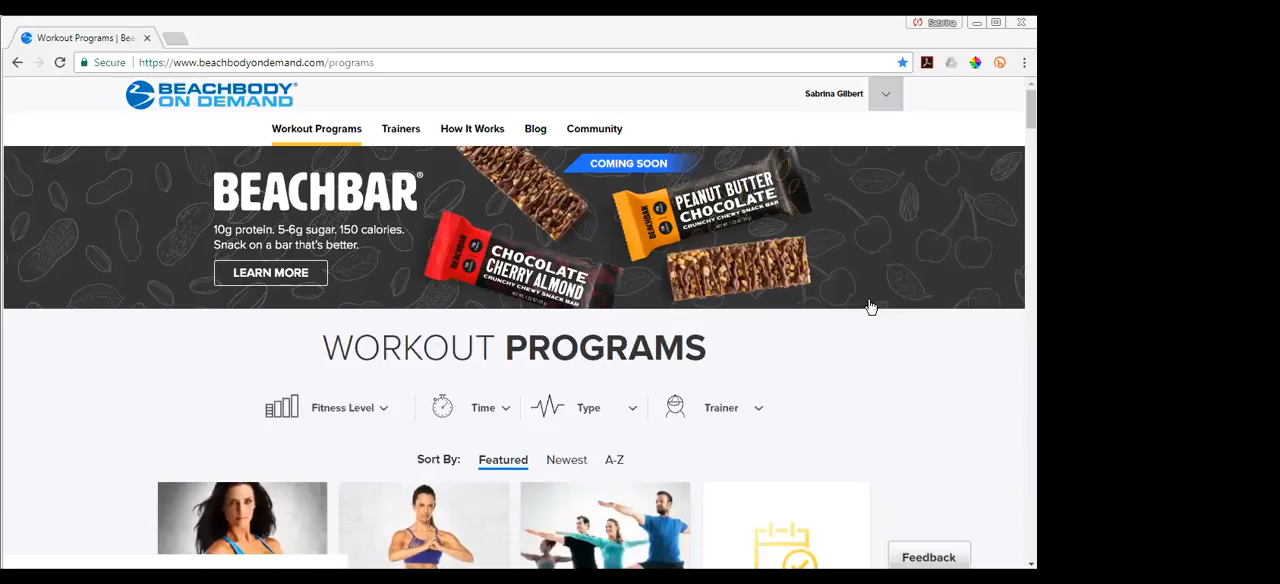 Sabrina
Workout Programs | Bea
Secure | https://www.beachbodyondemand.com/programs
BEACHBODY®
ON DEMAND
Sabrina Gilbert
Workout Programs Trainers How It Works Blog Community
COMING SOON
BEACHBAR®
10g protein. 5-6g sugar. 150 calories.
Snack on a bar that's better.
LEARN MORE
BEACHBAR
CHOCOLATE
CHERRY ALMOND
CRUNCHY CHEWY SNACK BAR
BEACHBAR
PEANUT BUTTER
CHOCOLATE
CRUNCHY CHEWY SNACK BAR
WORKOUT PROGRAMS
Fitness Level Time Type Trainer
Sort By: Featured Newest A-Z
Feedback